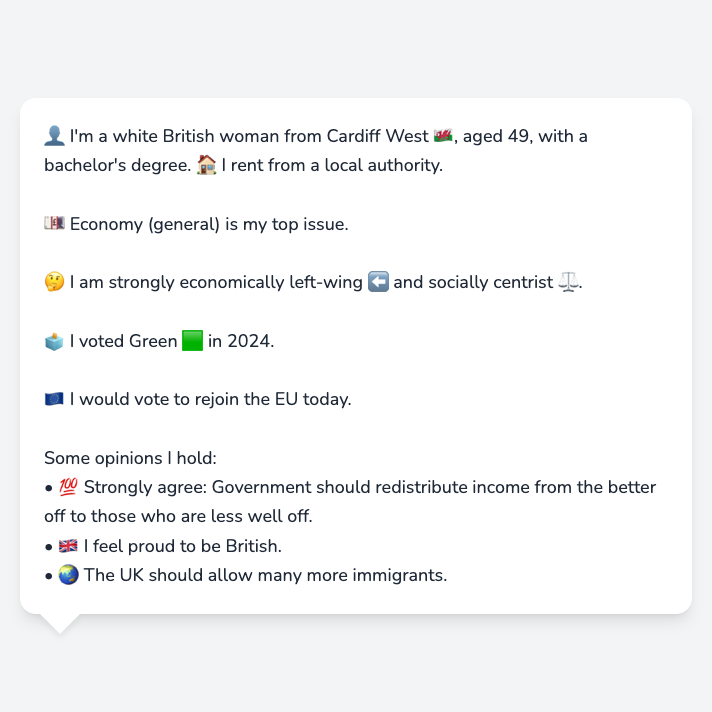 👤 I'm a white British woman from Cardiff West 🏴󠁧󠁢󠁷󠁬󠁳󠁿, aged 49, with a
bachelor's degree. 🏠 I rent from a local authority.
💷 Economy (general) is my top issue.
🤔 I am strongly economically left-wing ⬅️ and socially centrist ⚖️.
🗳️ I voted Green 🟩 in 2024.
🇪🇺 I would vote to rejoin the EU today.
Some opinions I hold:
• 💯 Strongly agree: Government should redistribute income from the better
off to those who are less well off.
• 🇬🇧 I feel proud to be British.
• 🌏 The UK should allow many more immigrants.